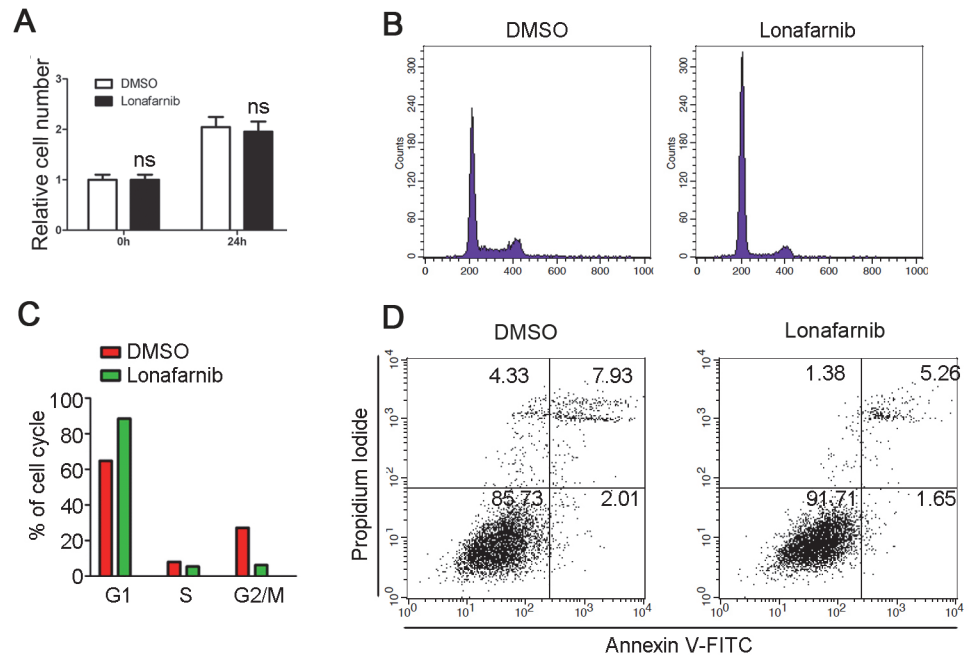 A
Relative cell number
3
2
1
0
DMSO
Lonafarnib
ns
ns
0h
24h
B
DMSO
Lonafarnib
Counts
300
240
180
120
60
0
0
200
400
600
800
1000
Counts
300
240
180
120
60
0
0
200
400
600
800
1000
C
DMSO
Lonafarnib
% of cell cycle
100
80
60
40
20
0
G1
S
G2/M
D
DMSO
Lonafarnib
Propidium Iodide
10⁴
10³
10²
10¹
10⁰
4.33
7.93
85.73
2.01
10⁰
10¹
10²
10³
10⁴
10⁴
10³
10²
10¹
10⁰
1.38
5.26
91.71
1.65
10⁰
10¹
10²
10³
10⁴
Annexin V-FITC